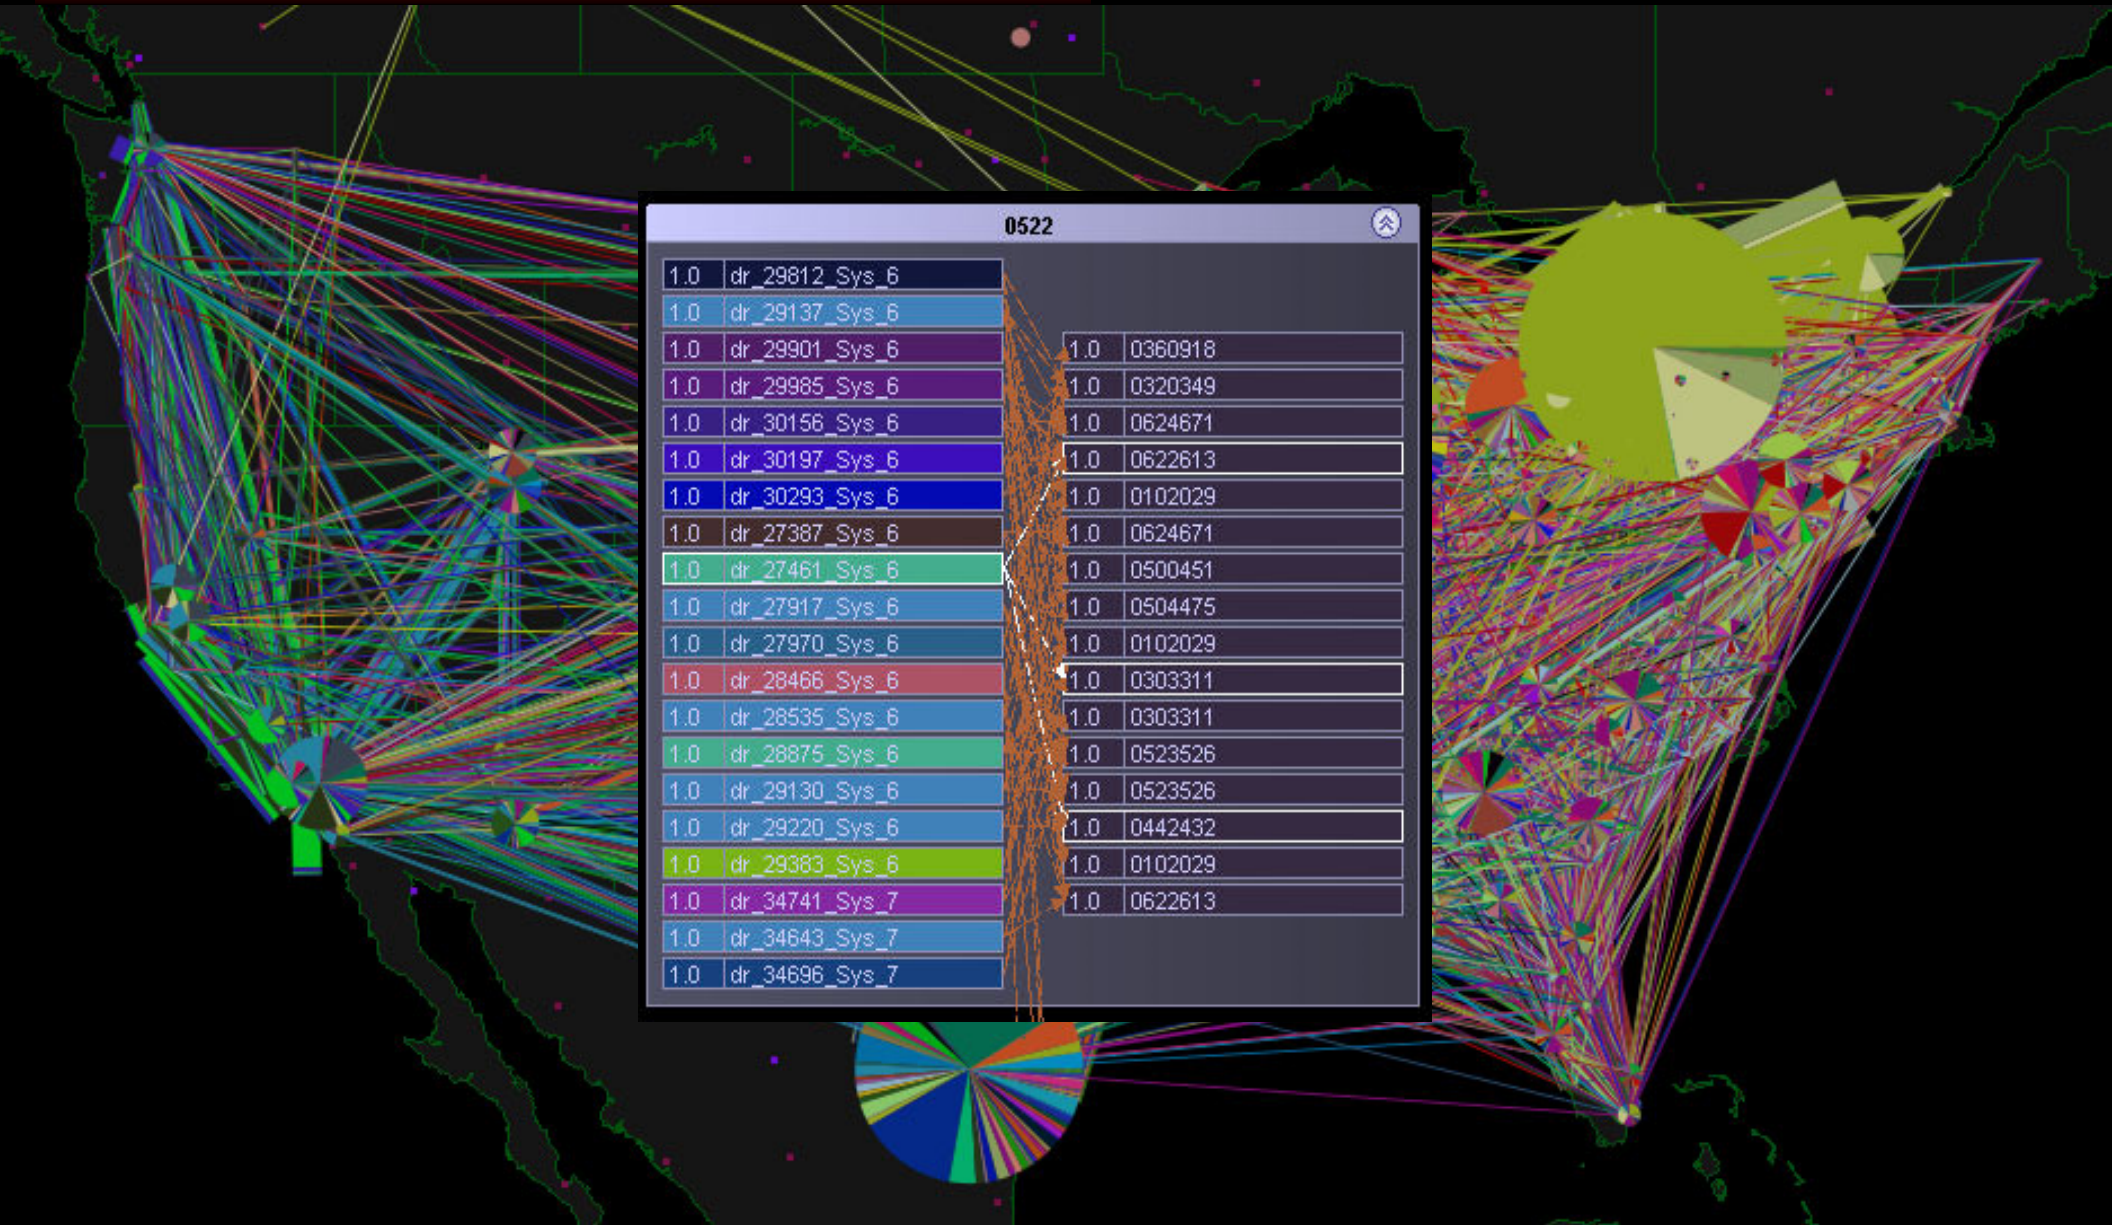 0522
1.0 dr_29812_Sys_6
1.0 dr_29137_Sys_6
1.0 dr_29901_Sys_6 1.0 0360918
1.0 dr_29985_Sys_6 1.0 0320349
1.0 dr_30156_Sys_6 1.0 0624671
1.0 dr_30197_Sys_6 1.0 0622613
1.0 dr_30293_Sys_6 1.0 0102029
1.0 dr_27387_Sys_6 1.0 0624671
1.0 dr_27461_Sys_6 1.0 0500451
1.0 dr_27917_Sys_6 1.0 0504475
1.0 dr_27970_Sys_6 1.0 0102029
1.0 dr_28466_Sys_6 1.0 0303311
1.0 dr_28535_Sys_6 1.0 0303311
1.0 dr_28875_Sys_6 1.0 0523526
1.0 dr_29130_Sys_6 1.0 0523526
1.0 dr_29220_Sys_6 1.0 0442432
1.0 dr_29383_Sys_6 1.0 0102029
1.0 dr_34741_Sys_7 1.0 0622613
1.0 dr_34643_Sys_7
1.0 dr_34696_Sys_7